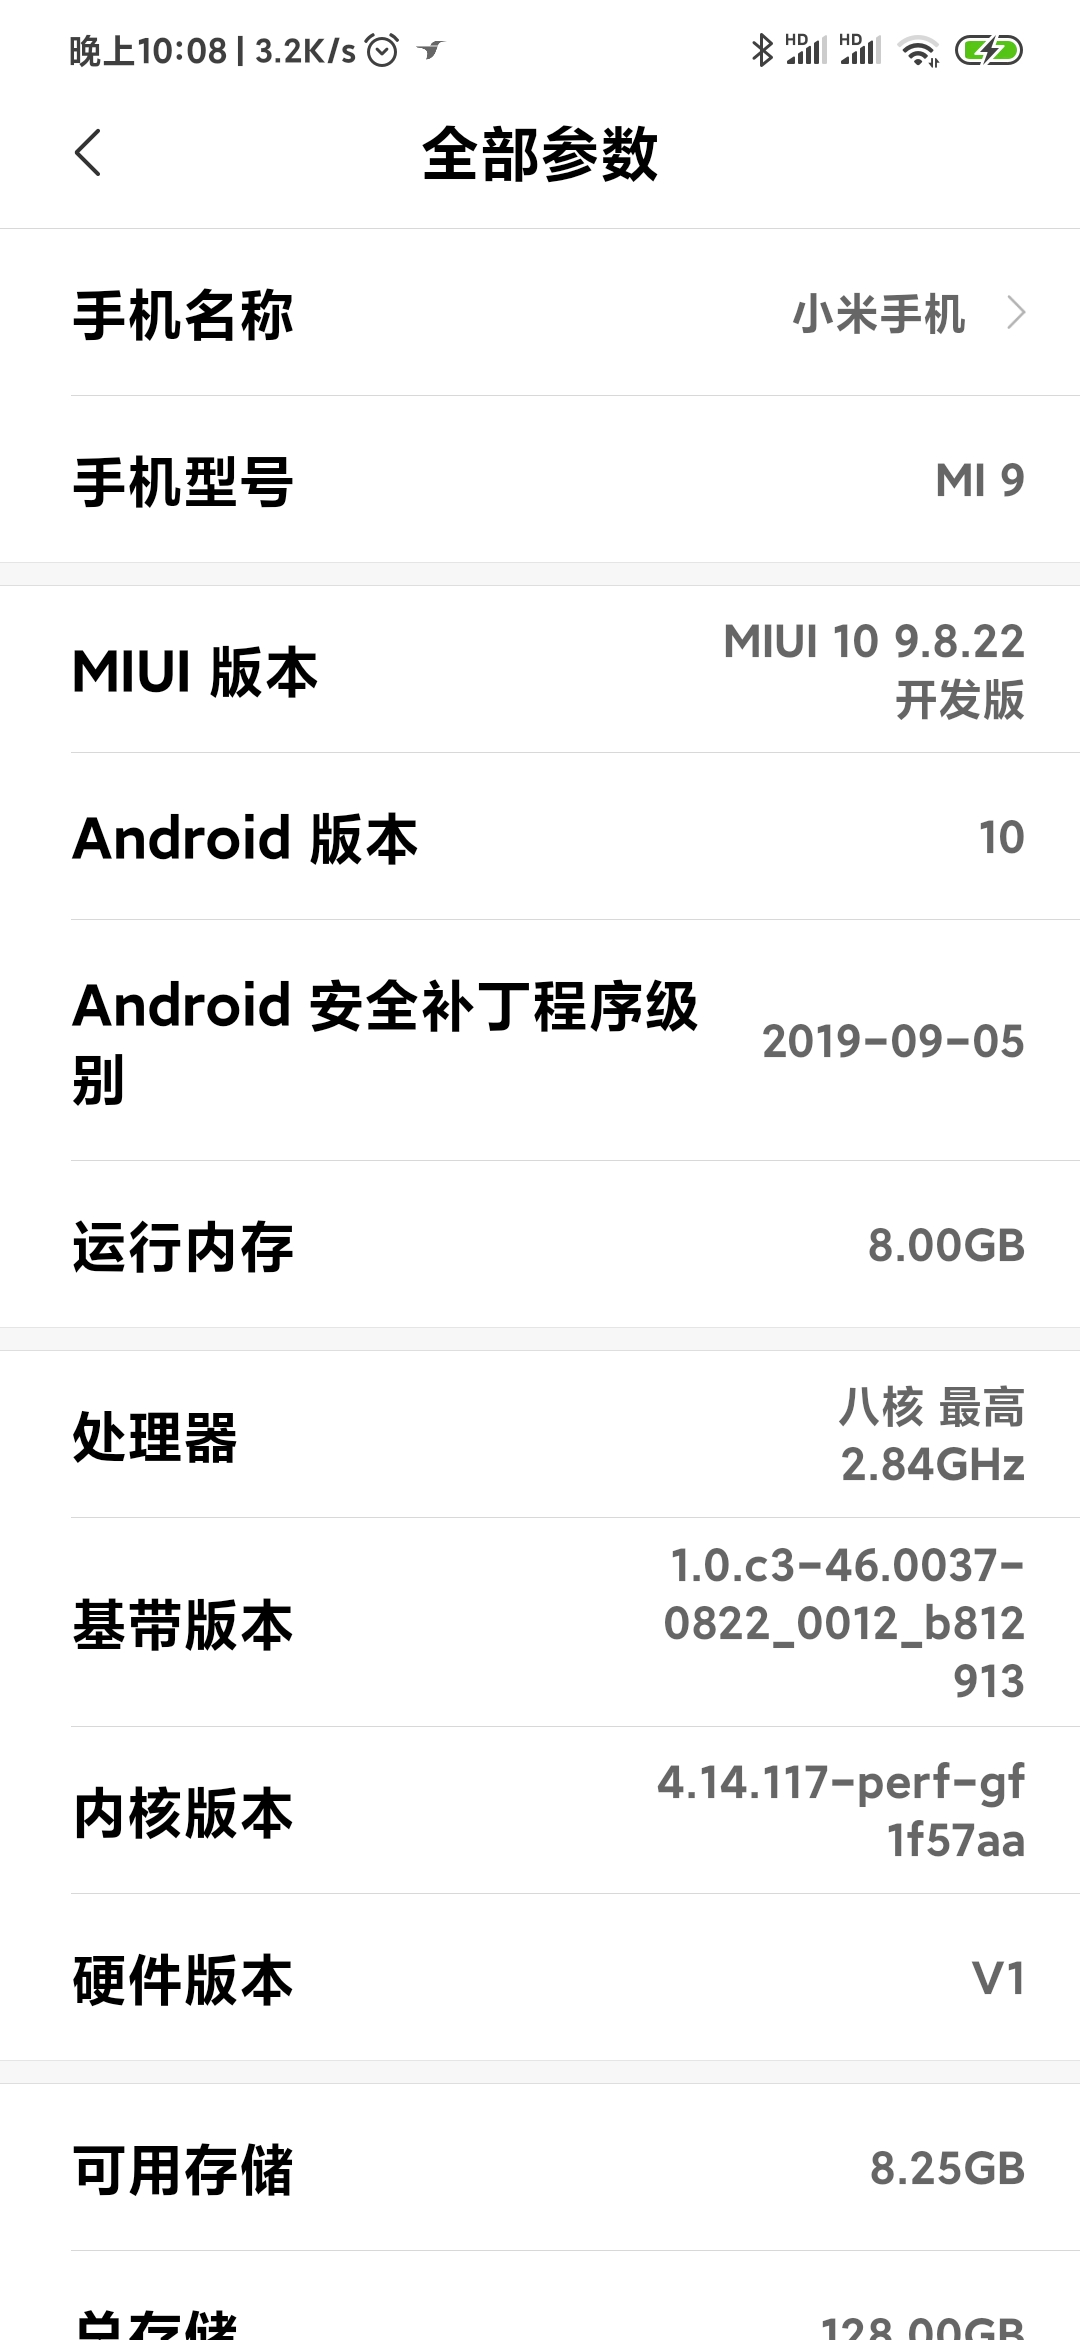 晚上10:08 | 3.2K/s
HD HD
全部参数
手机名称
小米手机
手机型号
MI 9
MIUI 版本
MIUI 10 9.8.22
开发版
Android 版本
10
Android 安全补丁程序级
别
2019-09-05
运行内存
8.00GB
处理器
八核 最高
2.84GHz
基带版本
1.0.c3-46.0037-
0822_0012_b812
913
内核版本
4.14.117-perf-gf
1f57aa
硬件版本
V1
可用存储
8.25GB
总存储
128.00GB